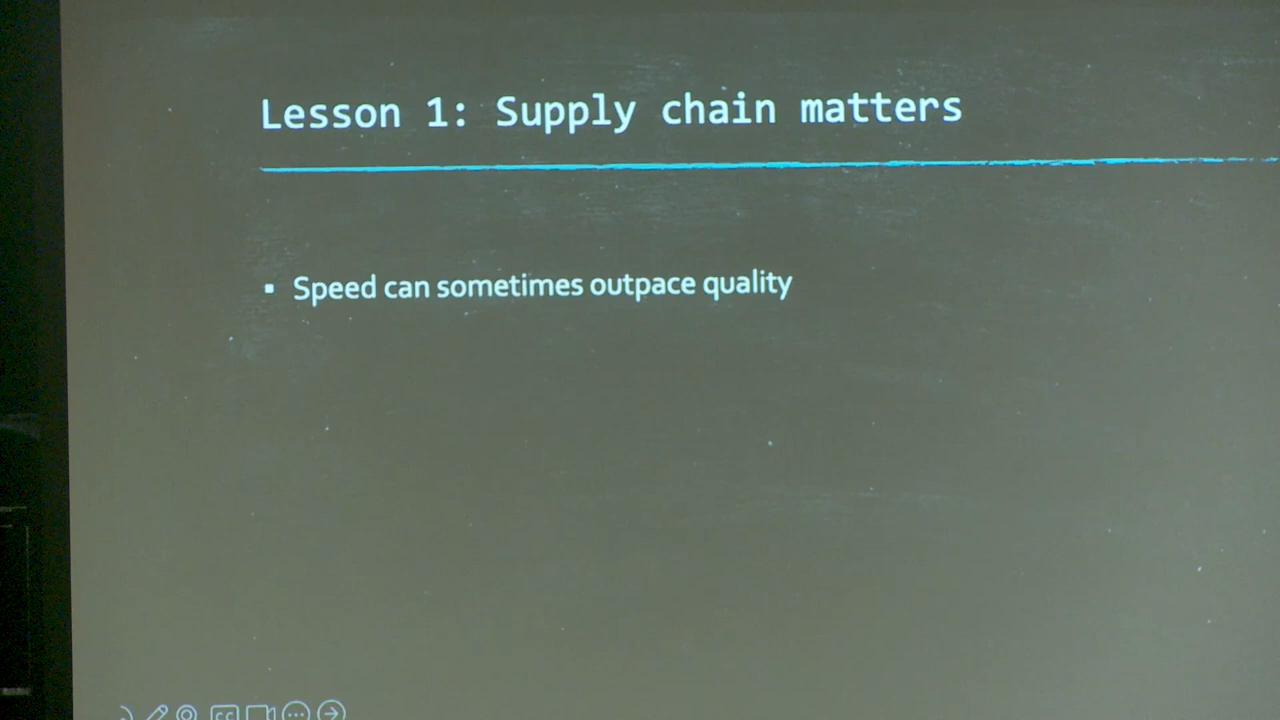 Lesson 1: Supply chain matters
▪ Speed can sometimes outpace quality